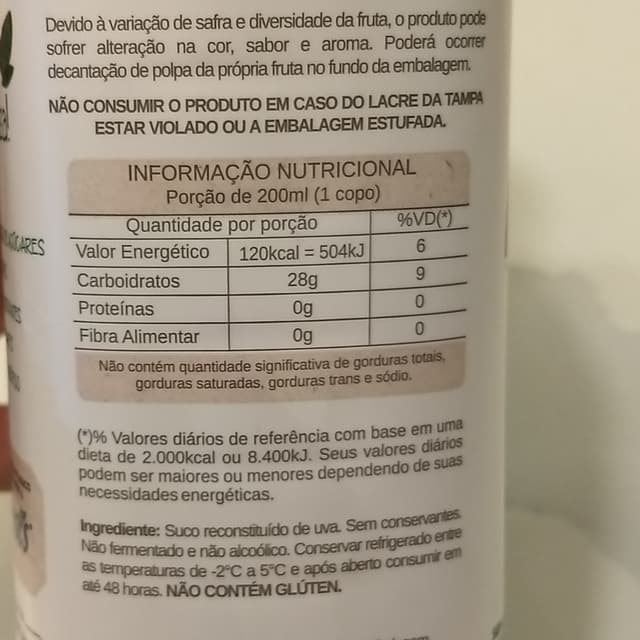 Devido à variação de safra e diversidade da fruta, o produto pode
sofrer alteração na cor, sabor e aroma. Poderá ocorrer
decantação de polpa da própria fruta no fundo da embalagem.
NÃO CONSUMIR O PRODUTO EM CASO DO LACRE DA TAMPA
ESTAR VIOLADO OU A EMBALAGEM ESTUFADA.
INFORMAÇÃO NUTRICIONAL
Porção de 200ml (1 copo)
Quantidade por porção %VD(*)
Valor Energético 120kcal = 504kJ 6
Carboidratos 28g 9
Proteínas 0g 0
Fibra Alimentar 0g 0
Não contém quantidade significativa de gorduras totais,
gorduras saturadas, gorduras trans e sódio.
(*)% Valores diários de referência com base em uma
dieta de 2.000kcal ou 8.400kJ. Seus valores diários
podem ser maiores ou menores dependendo de suas
necessidades energéticas.
Ingrediente: Suco reconstituído de uva. Sem conservantes.
Não fermentado e não alcoólico. Conservar refrigerado entre
as temperaturas de -2°C a 5°C e após aberto consumir em
até 48 horas. NÃO CONTÉM GLÚTEN.